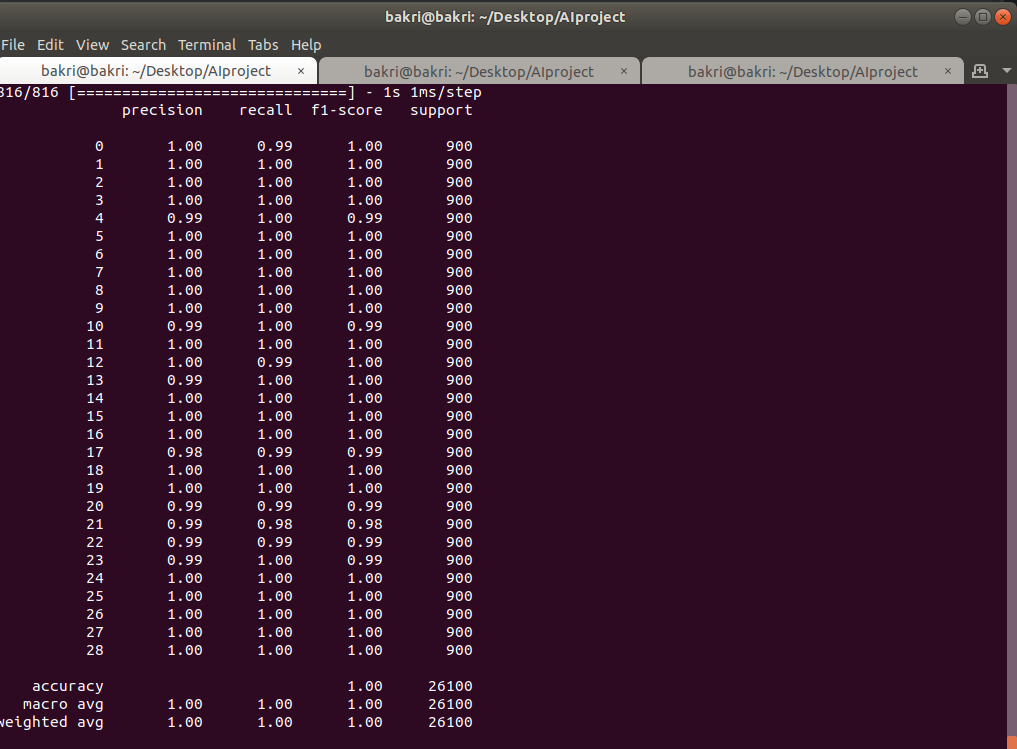 bakri@bakri: ~/Desktop/AIproject
File Edit View Search Terminal Tabs Help
bakri@bakri: ~/Desktop/AIproject × bakri@bakri: ~/Desktop/AIproject × bakri@bakri: ~/Desktop/AIproject ×
816/816 [==============================] - 1s 1ms/step
precision recall f1-score support
0 1.00 0.99 1.00 900
1 1.00 1.00 1.00 900
2 1.00 1.00 1.00 900
3 1.00 1.00 1.00 900
4 0.99 1.00 0.99 900
5 1.00 1.00 1.00 900
6 1.00 1.00 1.00 900
7 1.00 1.00 1.00 900
8 1.00 1.00 1.00 900
9 1.00 1.00 1.00 900
10 0.99 1.00 0.99 900
11 1.00 1.00 1.00 900
12 1.00 0.99 1.00 900
13 0.99 1.00 1.00 900
14 1.00 1.00 1.00 900
15 1.00 1.00 1.00 900
16 1.00 1.00 1.00 900
17 0.98 0.99 0.99 900
18 1.00 1.00 1.00 900
19 1.00 1.00 1.00 900
20 0.99 0.99 0.99 900
21 0.99 0.98 0.98 900
22 0.99 0.99 0.99 900
23 0.99 1.00 0.99 900
24 1.00 1.00 1.00 900
25 1.00 1.00 1.00 900
26 1.00 1.00 1.00 900
27 1.00 1.00 1.00 900
28 1.00 1.00 1.00 900
accuracy 1.00 26100
macro avg 1.00 1.00 1.00 26100
weighted avg 1.00 1.00 1.00 26100